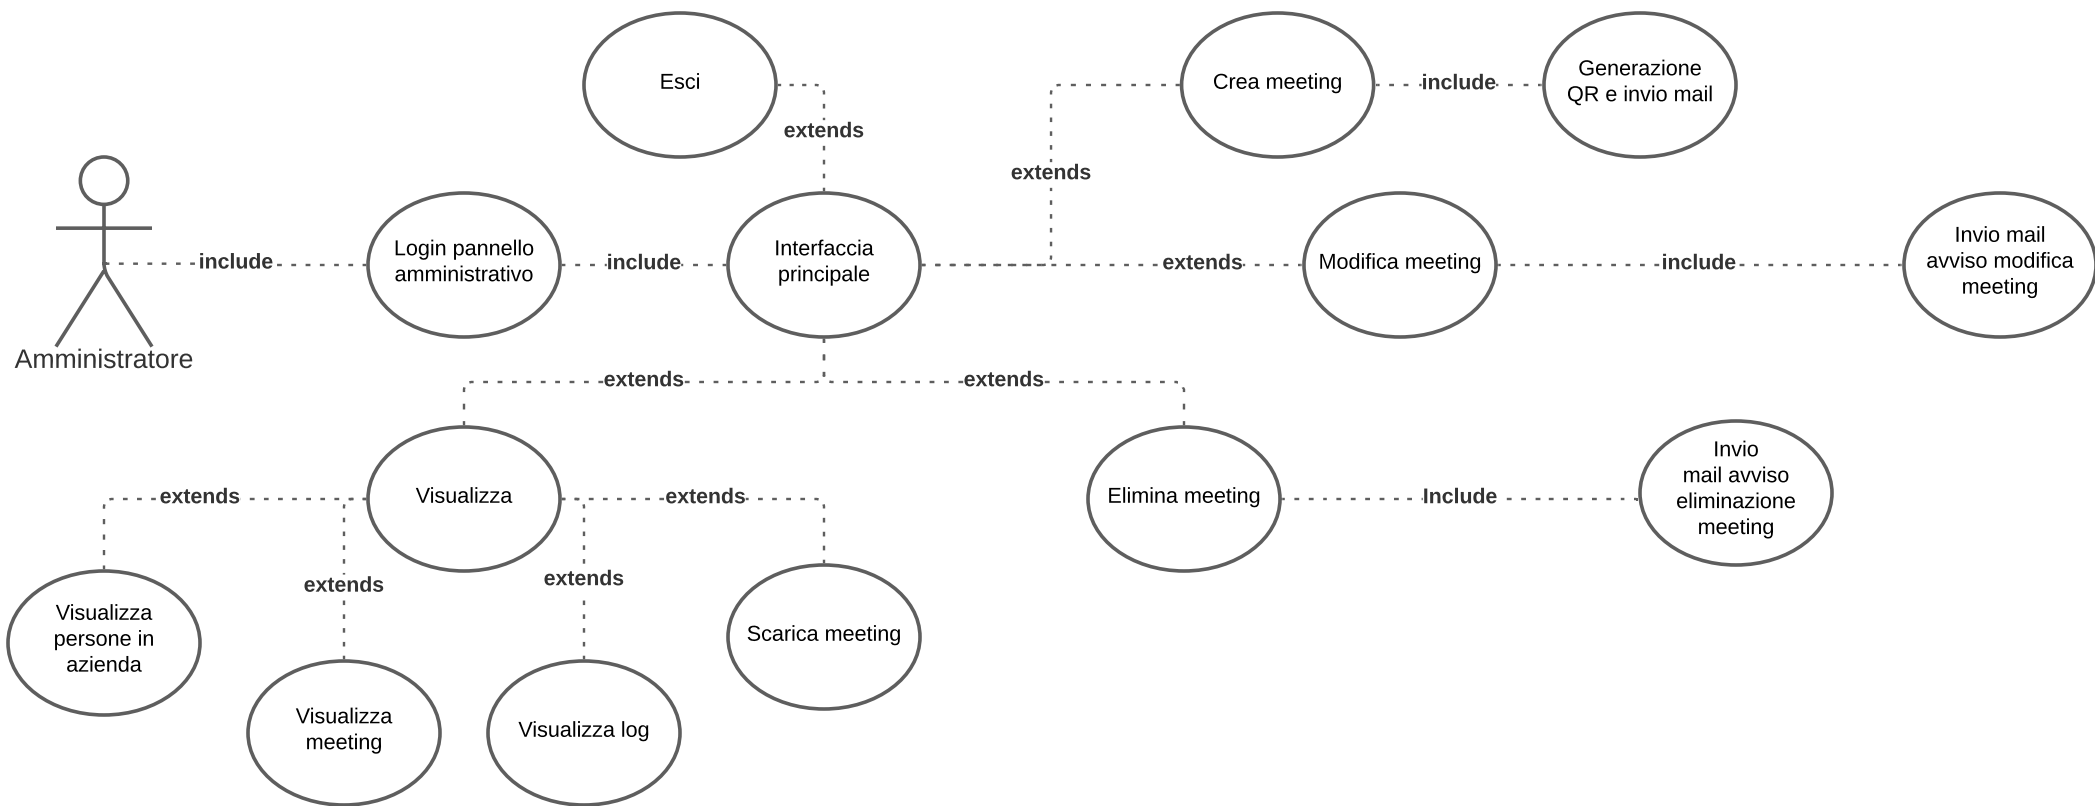 Esci
extends
Crea meeting
include
Generazione
QR e invio mail
extends
Amministratore
include
Login pannello
amministrativo
include
Interfaccia
principale
extends
Modifica meeting
include
Invio mail
avviso modifica
meeting
extends
extends
Visualizza
extends
extends
extends
extends
Elimina meeting
Include
Invio
mail avviso
eliminazione
meeting
Visualizza
persone in
azienda
Visualizza
meeting
Visualizza log
Scarica meeting